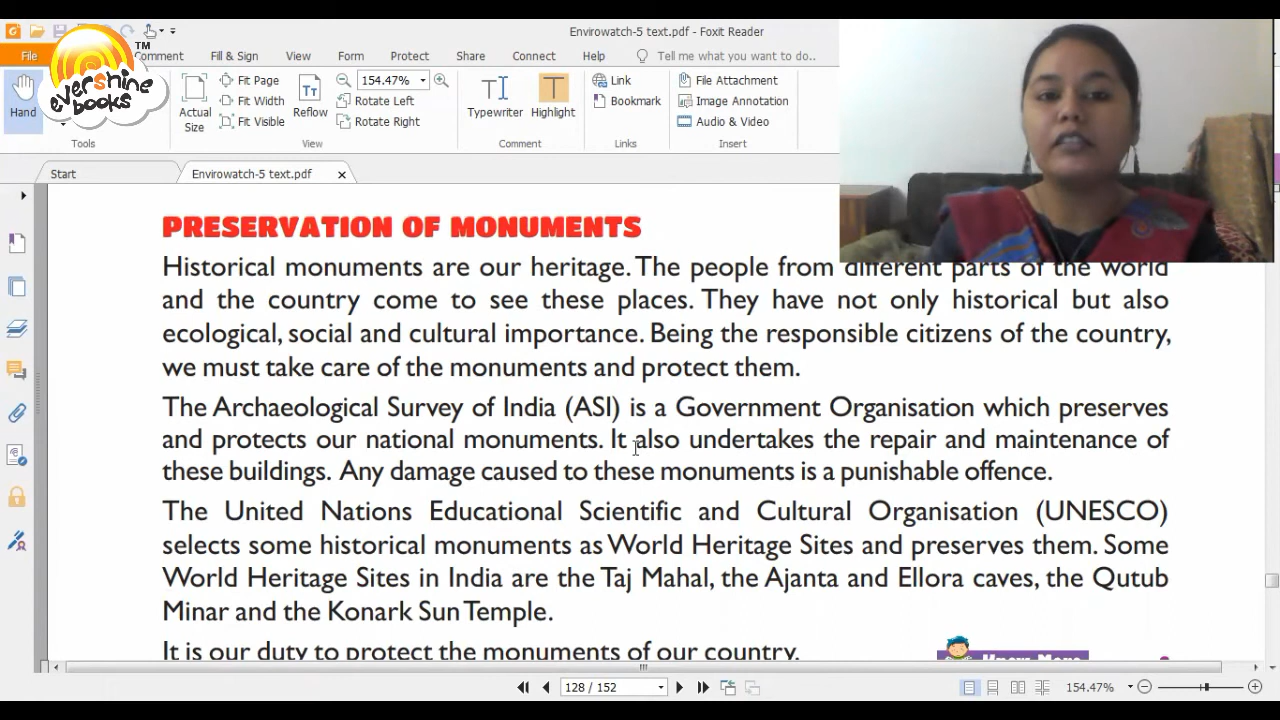 Envirowatch-5 text.pdf - Foxit Reader
File
Comment
Fill & Sign
View
Form
Protect
Share
Connect
Help
Tell me what you want to do..
TM
evershine
books
Hand
Actual
Size
Fit Page
Fit Width
Fit Visible
Reflow
154.47%
Rotate Left
Rotate Right
Typewriter
Highlight
Link
Bookmark
File Attachment
Image Annotation
Audio & Video
Tools
View
Comment
Links
Insert
Start
Envirowatch-5 text.pdf
PRESERVATION OF MONUMENTS
Historical monuments are our heritage. The people from different parts of the world
and the country come to see these places. They have not only historical but also
ecological, social and cultural importance. Being the responsible citizens of the country,
we must take care of the monuments and protect them.
The Archaeological Survey of India (ASI) is a Government Organisation which preserves
and protects our national monuments. It also undertakes the repair and maintenance of
these buildings. Any damage caused to these monuments is a punishable offence.
The United Nations Educational Scientific and Cultural Organisation (UNESCO)
selects some historical monuments as World Heritage Sites and preserves them. Some
World Heritage Sites in India are the Taj Mahal, the Ajanta and Ellora caves, the Qutub
Minar and the Konark Sun Temple.
It is our duty to protect the monuments of our country.
Know More
128 / 152
154.47%